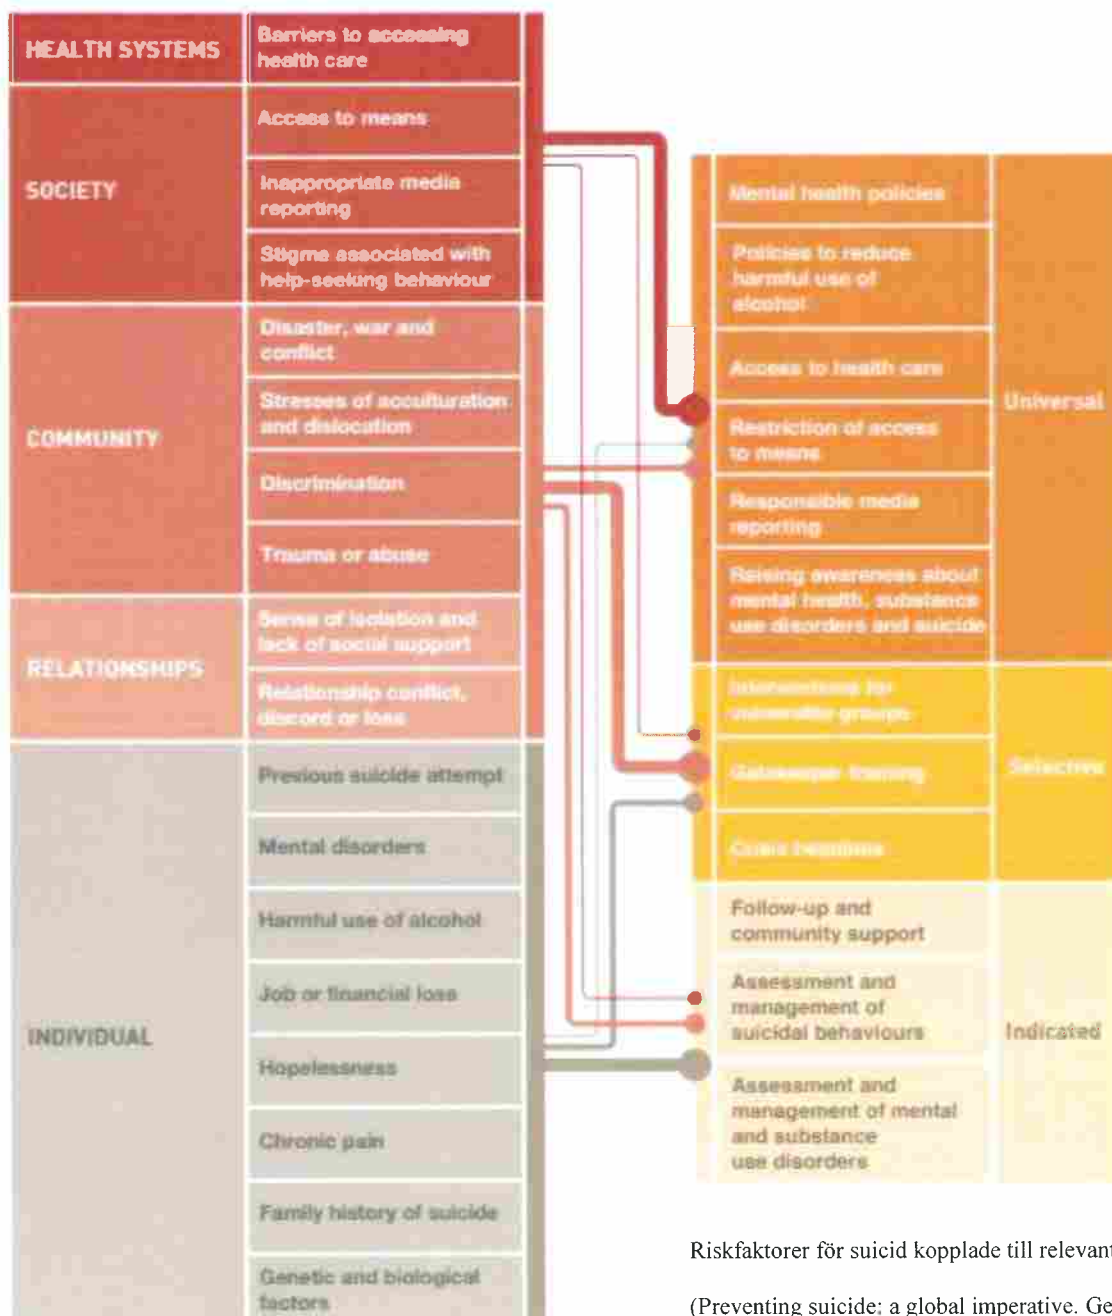 HEALTH SYSTEMS
Barriers to accessing
health care
SOCIETY
Access to means
Inappropriate media
reporting
Stigma associated with
help-seeking behaviour
COMMUNITY
Disaster, war and
conflict
Stresses of acculturation
and dislocation
Discrimination
Trauma or abuse
RELATIONSHIPS
Sense of isolation and
lack of social support
Relationship conflict,
discord or loss
INDIVIDUAL
Previous suicide attempt
Mental disorders
Harmful use of alcohol
Job or financial loss
Hopelessness
Chronic pain
Family history of suicide
Genetic and biological
factors
Mental health policies
Policies to reduce
harmful use of
alcohol
Access to health care
Restriction of access
to means
Responsible media
reporting
Raising awareness about
mental health, substance
use disorders and suicide
Universal
Interventions for
vulnerable groups
Gatekeeper training
Crisis helplines
Selective
Follow-up and
community support
Assessment and
management of
suicidal behaviours
Assessment and
management of mental
and substance
use disorders
Indicated
Riskfaktorer för suicid kopplade till relevant
(Preventing suicide: a global imperative. Ge